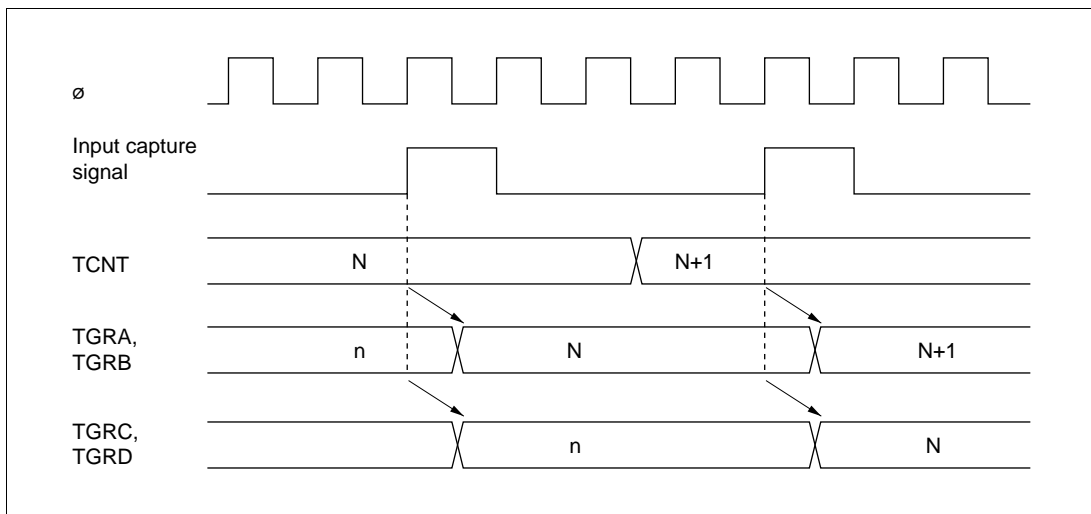 ø
Input capture
signal
TCNT
N
N+1
TGRA,
TGRB
n
N
N+1
TGRC,
TGRD
n
N